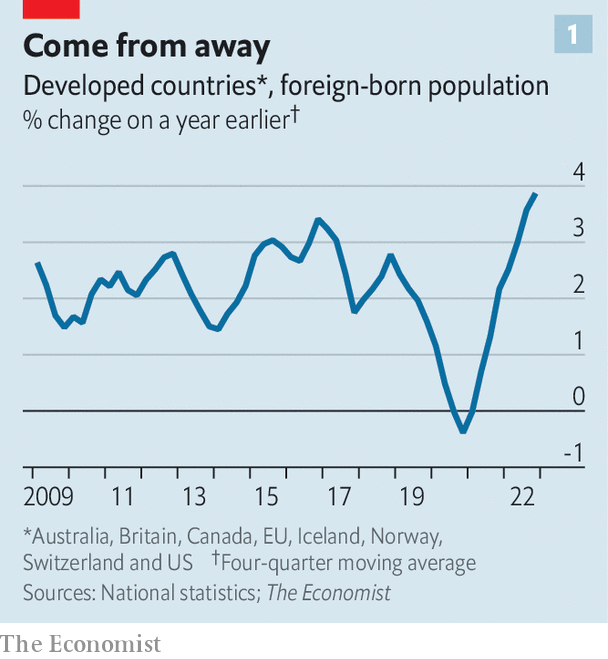 1
Come from away
Developed countries*, foreign-born population
% change on a year earlier†
4
3
2
1
0
-1
2009 11 13 15 17 19 22
*Australia, Britain, Canada, EU, Iceland, Norway,
Switzerland and US †Four-quarter moving average
Sources: National statistics; The Economist
The Economist